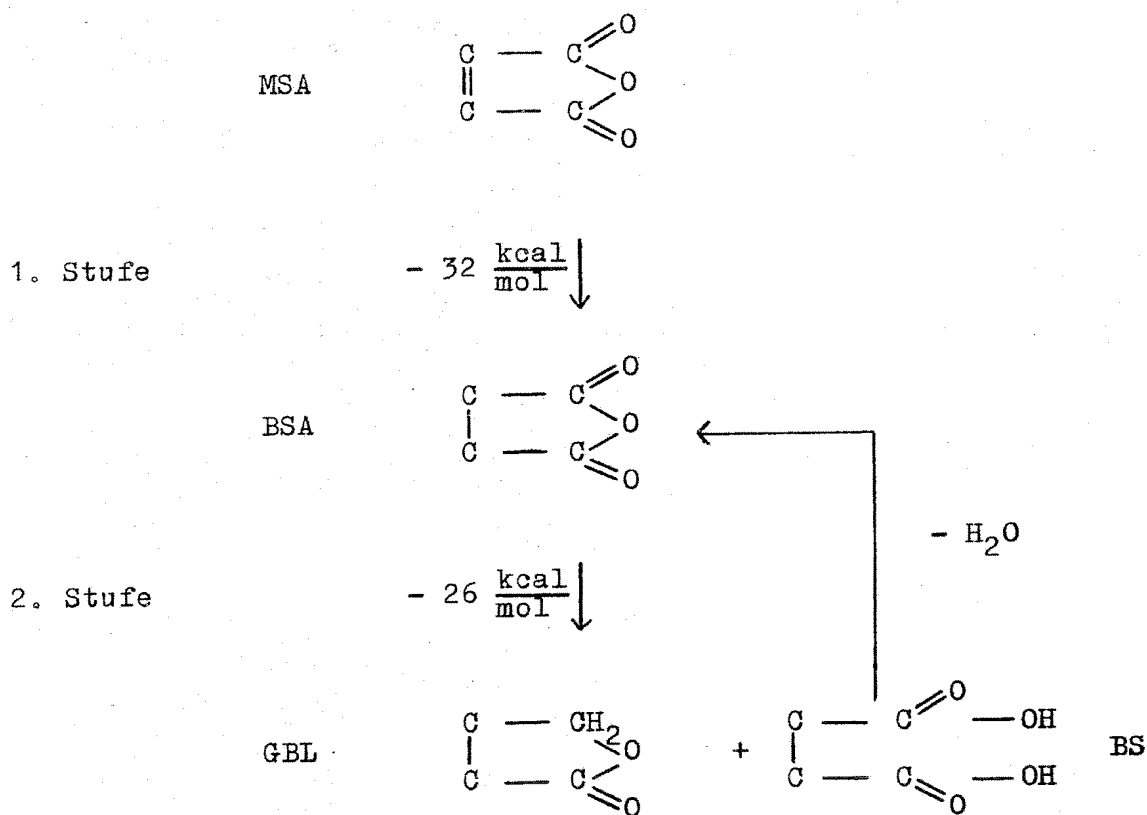 C — C=O
MSA
O
C — C=O
1. Stufe - 32 kcal/mol
C — C=O
BSA
O
C — C=O
- H2O
2. Stufe - 26 kcal/mol
C — CH2 O
GBL
C — C=O
+
C — C=O —OH
C — C=O —OH
BS